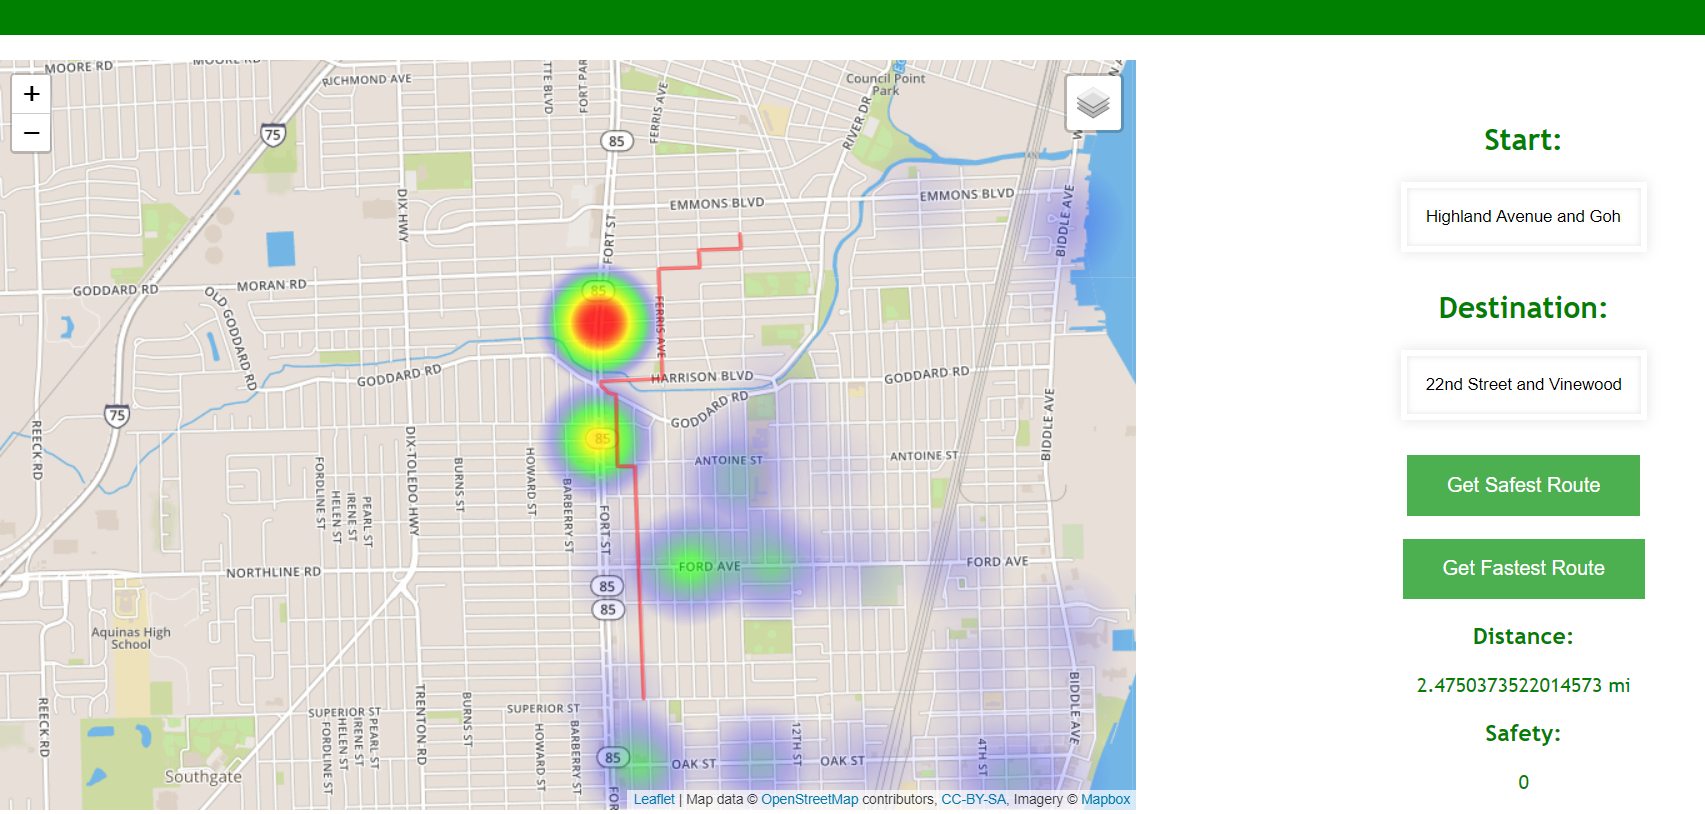 MOORE RD
MOORE RD
RICHMOND AVE
FORT PAR
FERRIS AVE
Council Point
Park
RIVER DR
+
−
75
85
EMMONS BLVD
EMMONS BLVD
DIX HWY
FORT ST
BIDDLE AVE
GODDARD RD
MORAN RD
OLD GODDARD RD
85
FERRIS AVE
GODDARD RD
HARRISON BLVD
GODDARD RD
GODDARD RD
75
REECK RD
DIX-TOLEDO HWY
BIDDLE AVE
85
ANTOINE ST
ANTOINE ST
FORDLINE ST
HELEN ST
IRENE ST
PEARL ST
BURNS ST
HOWARD ST
BARBERRY ST
FORT ST
NORTHLINE RD
FORD AVE
FORD AVE
85
85
Aquinas High
School
REECK RD
TRENTON RD
BURNS ST
SUPERIOR ST
SUPERIOR ST
FORDLINE ST
HELEN ST
IRENE ST
PEARL ST
HOWARD ST
BARBERRY ST
12TH ST
4TH ST
BIDDLE AVE
85
OAK ST
OAK ST
Southgate
Leaflet | Map data © OpenStreetMap contributors, CC-BY-SA, Imagery © Mapbox
Start:
Highland Avenue and Goh
Destination:
22nd Street and Vinewood
Get Safest Route
Get Fastest Route
Distance:
2.4750373522014573 mi
Safety:
0